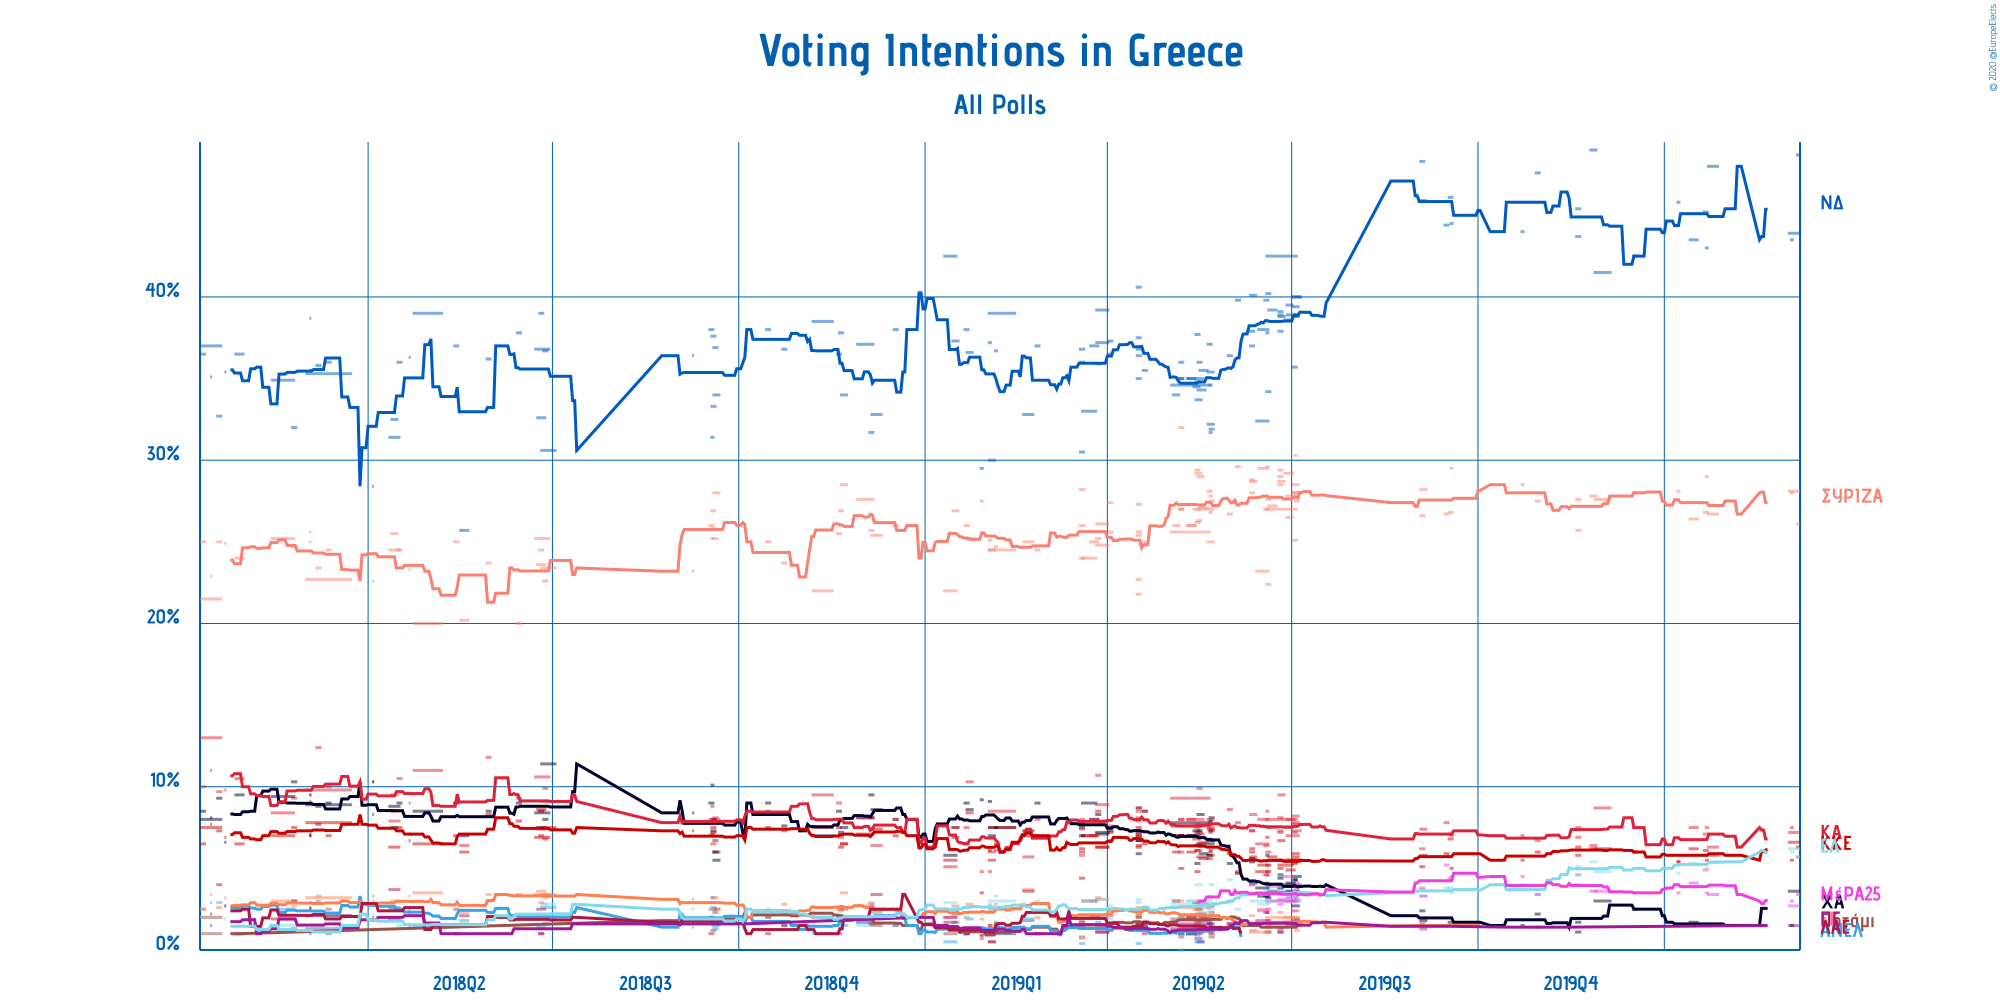 © 2020 @EuropeElects
Voting Intentions in Greece
All Polls
40%
30%
20%
10%
0%
ΝΔ
ΣΥΡΙΖΑ
ΚΑ
ΚΚΕ
ΜέΡΑ25
ΧΑ
ΑΝΕΛ
2018Q2
2018Q3
2018Q4
2019Q1
2019Q2
2019Q3
2019Q4